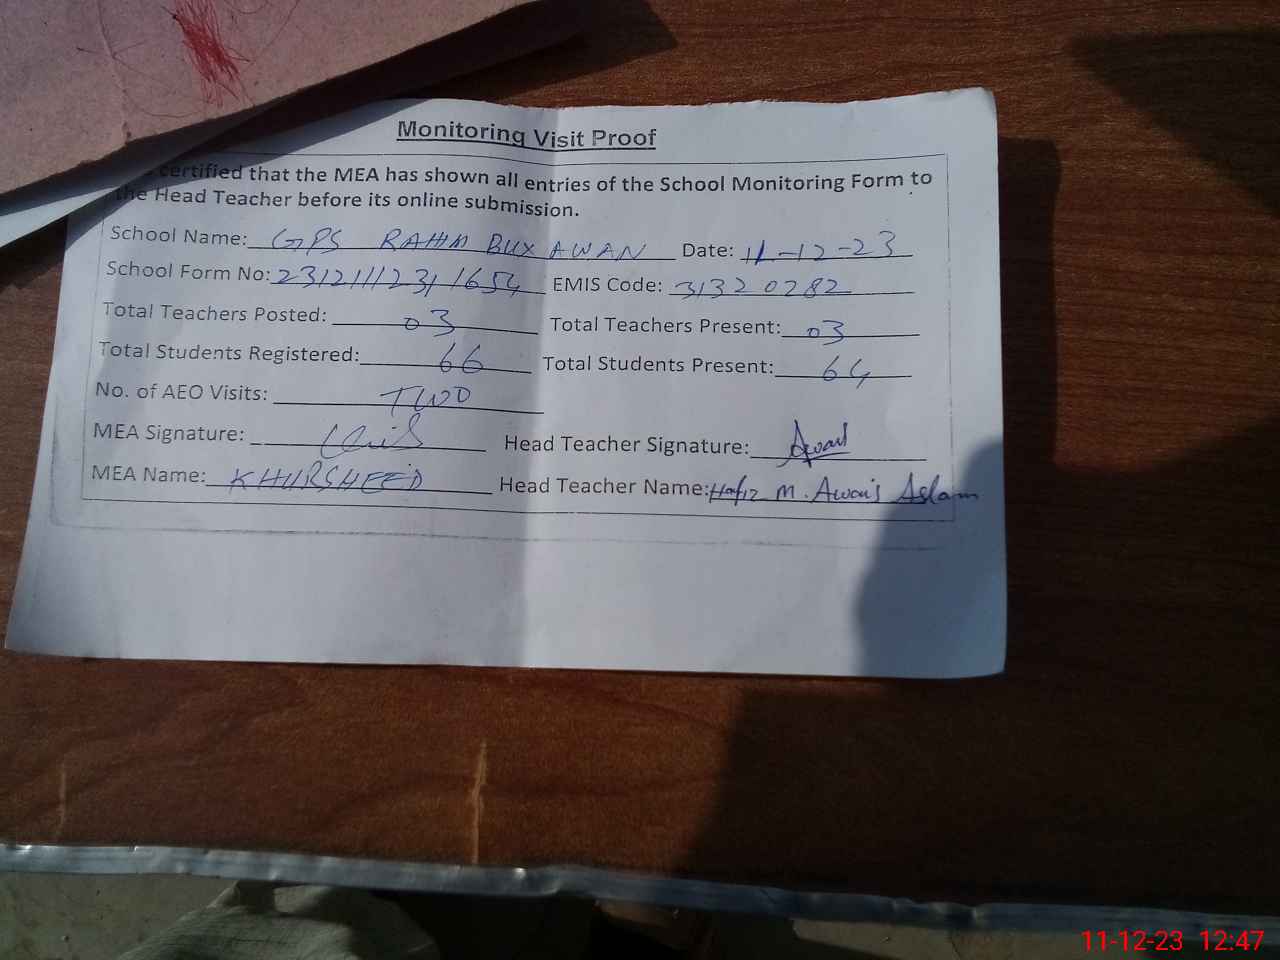 Monitoring Visit Proof
certified that the MEA has shown all entries of the School Monitoring Form to
the Head Teacher before its online submission.
School Name: GPS RAHIM BUX AWAN Date: 11-12-23
School Form No: EMIS Code: 31320282
Total Teachers Posted: 03 Total Teachers Present: 03
Total Students Registered: 66 Total Students Present: 64
No. of AEO Visits: TWO
MEA Signature: Head Teacher Signature: Awais
MEA Name: KHURSHEED Head Teacher Name: Hafiz M. Awais Aslam
11-12-23 12:47